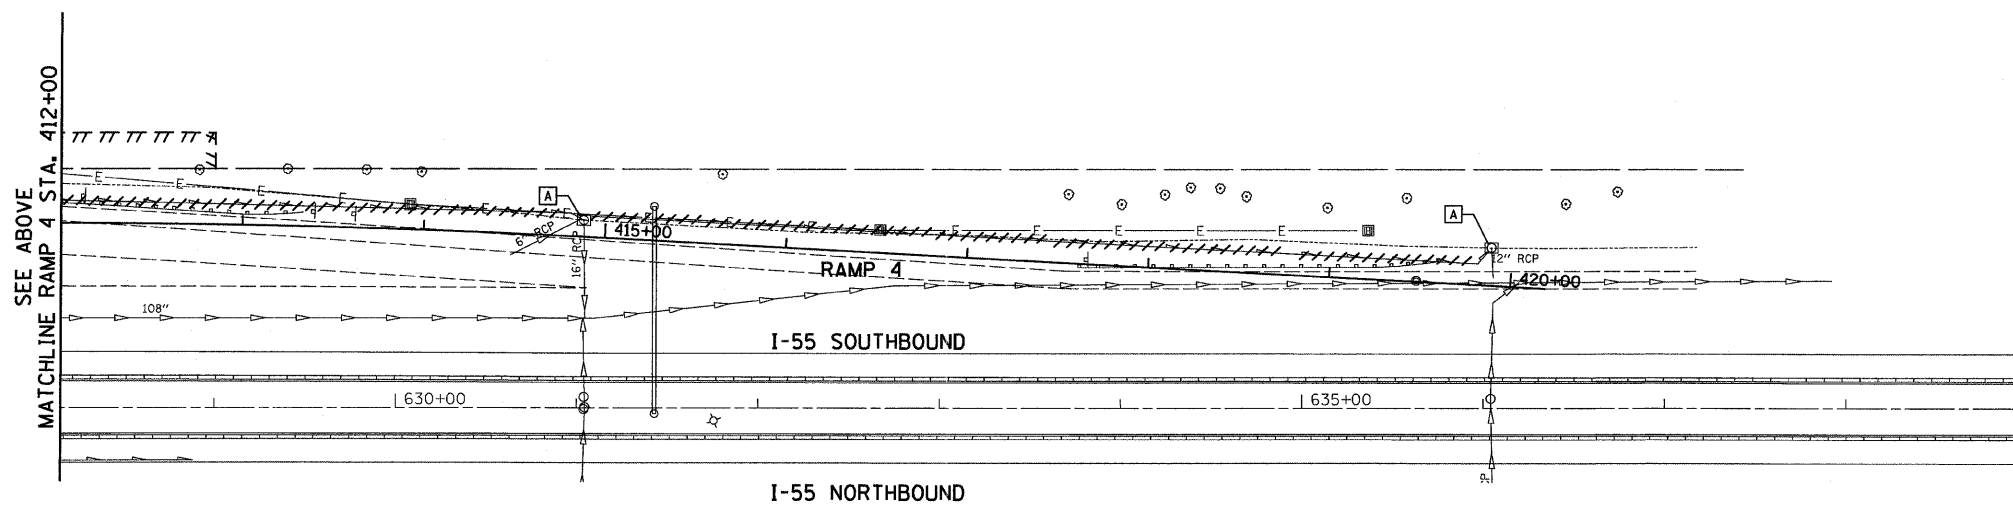 SEE ABOVE
MATCHLINE RAMP 4 STA. 412+00
E E E E E E E E E E E E E
A
A
6" RCP
16" RCP
415+00
RAMP 4
12" RCP
420+00
108"
I-55 SOUTHBOUND
630+00
635+00
I-55 NORTHBOUND